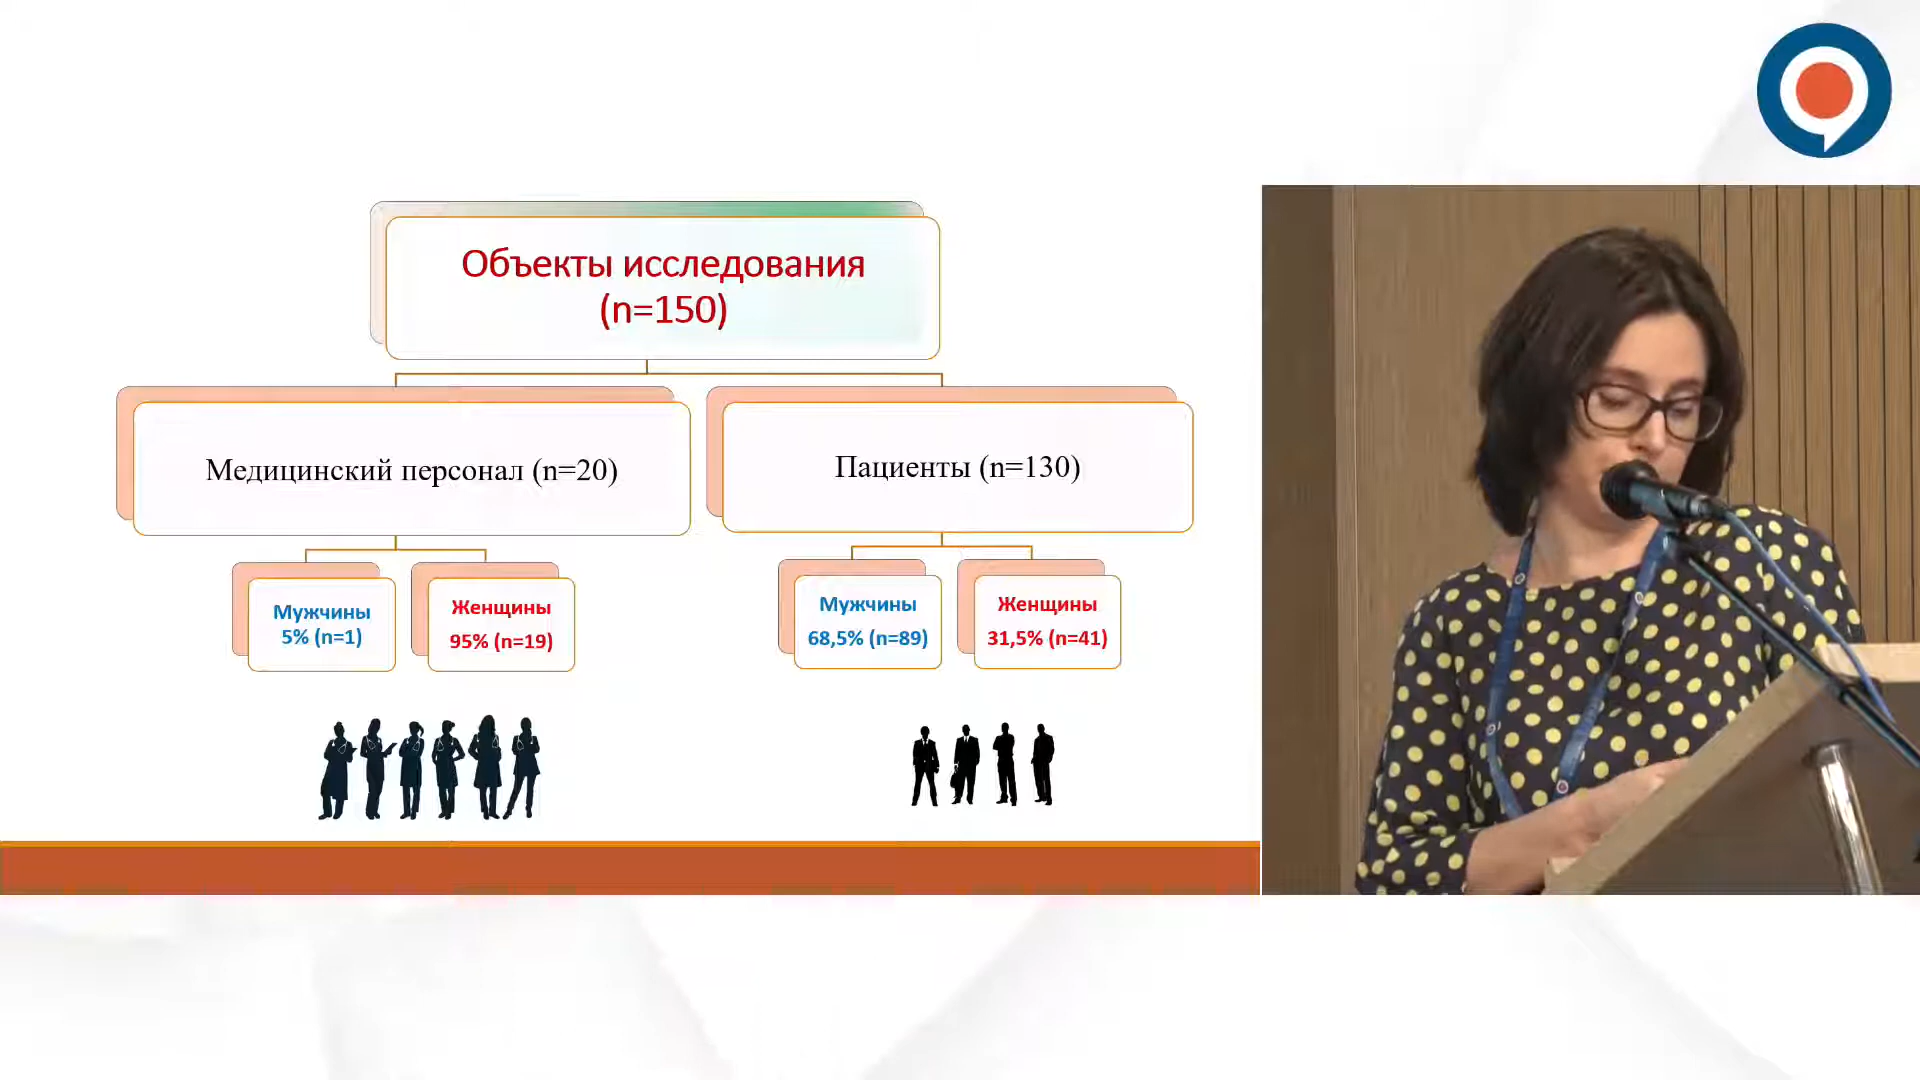 Объекты исследования
(n=150)
Медицинский персонал (n=20)
Пациенты (n=130)
Мужчины
5% (n=1)
Женщины
95% (n=19)
Мужчины
68,5% (n=89)
Женщины
31,5% (n=41)